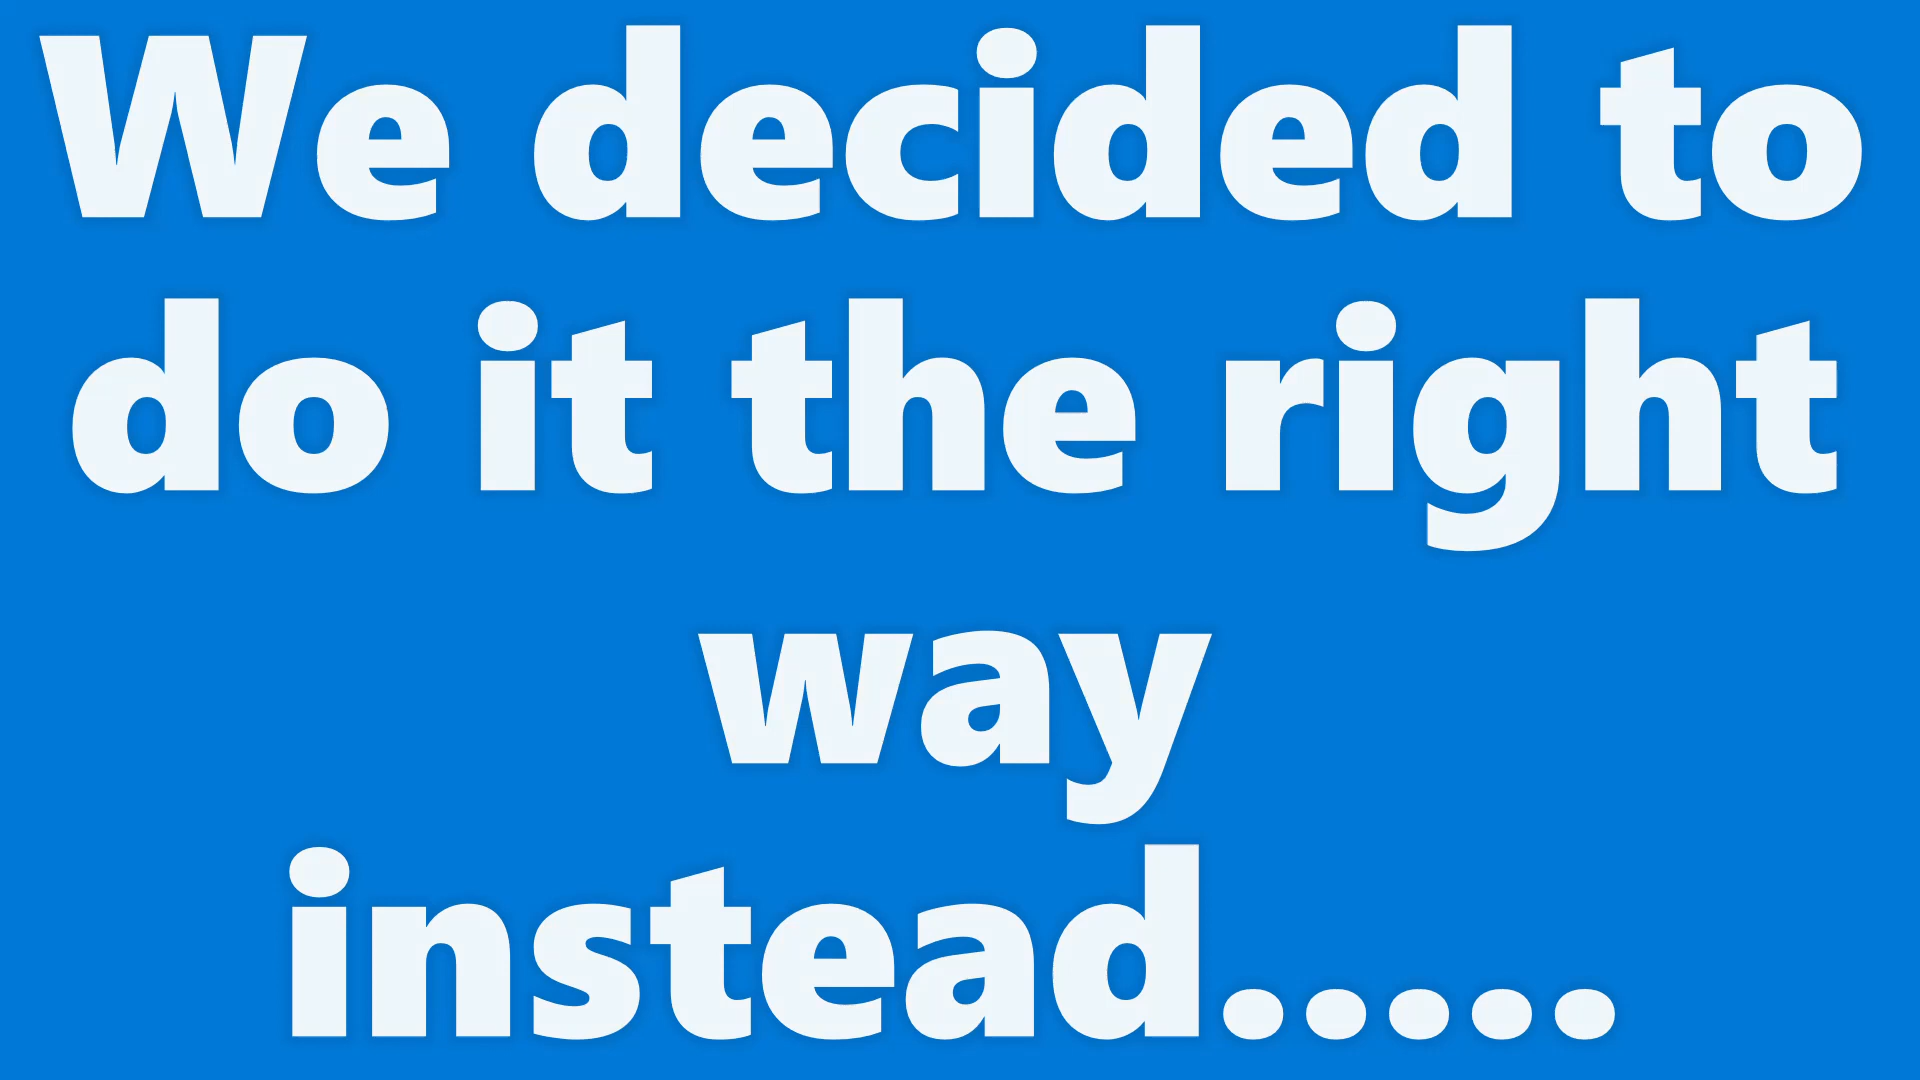 We decided to
do it the right
way
instead.....